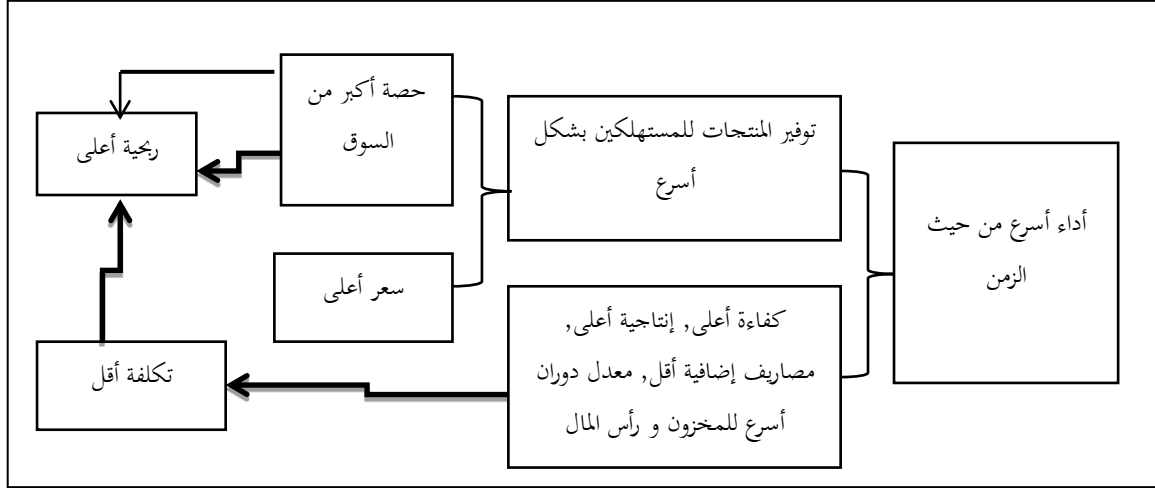 أداء أسرع من حيث
الزمن
توفير المنتجات للمستهلكين بشكل
أسرع
كفاءة أعلى, إنتاجية أعلى,
مصاريف إضافية أقل, معدل دوران
أسرع للمخزون و رأس المال
حصة أكبر من
السوق
سعر أعلى
ربحية أعلى
تكلفة أقل